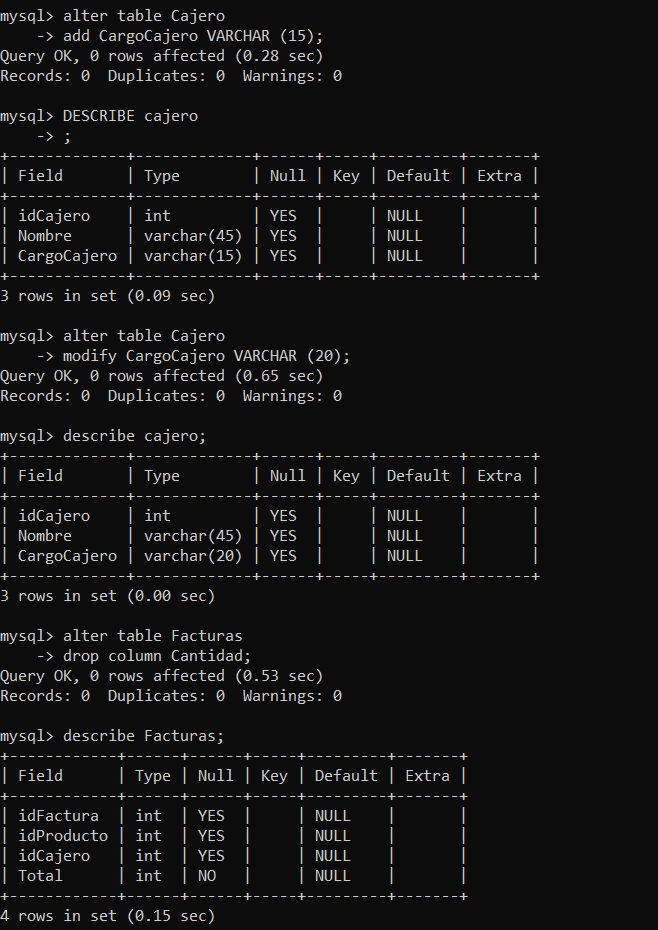 mysql> alter table Cajero
    -> add CargoCajero VARCHAR (15);
Query OK, 0 rows affected (0.28 sec)
Records: 0  Duplicates: 0  Warnings: 0

mysql> DESCRIBE cajero
    -> ;
+-------------+-------------+------+-----+---------+-------+
| Field       | Type        | Null | Key | Default | Extra |
+-------------+-------------+------+-----+---------+-------+
| idCajero    | int         | YES  |     | NULL    |       |
| Nombre      | varchar(45) | YES  |     | NULL    |       |
| CargoCajero | varchar(15) | YES  |     | NULL    |       |
+-------------+-------------+------+-----+---------+-------+
3 rows in set (0.09 sec)

mysql> alter table Cajero
    -> modify CargoCajero VARCHAR (20);
Query OK, 0 rows affected (0.65 sec)
Records: 0  Duplicates: 0  Warnings: 0

mysql> describe cajero;
+-------------+-------------+------+-----+---------+-------+
| Field       | Type        | Null | Key | Default | Extra |
+-------------+-------------+------+-----+---------+-------+
| idCajero    | int         | YES  |     | NULL    |       |
| Nombre      | varchar(45) | YES  |     | NULL    |       |
| CargoCajero | varchar(20) | YES  |     | NULL    |       |
+-------------+-------------+------+-----+---------+-------+
3 rows in set (0.00 sec)

mysql> alter table Facturas
    -> drop column Cantidad;
Query OK, 0 rows affected (0.53 sec)
Records: 0  Duplicates: 0  Warnings: 0

mysql> describe Facturas;
+------------+------+------+-----+---------+-------+
| Field      | Type | Null | Key | Default | Extra |
+------------+------+------+-----+---------+-------+
| idFactura  | int  | YES  |     | NULL    |       |
| idProducto | int  | YES  |     | NULL    |       |
| idCajero   | int  | YES  |     | NULL    |       |
| Total      | int  | NO   |     | NULL    |       |
+------------+------+------+-----+---------+-------+
4 rows in set (0.15 sec)